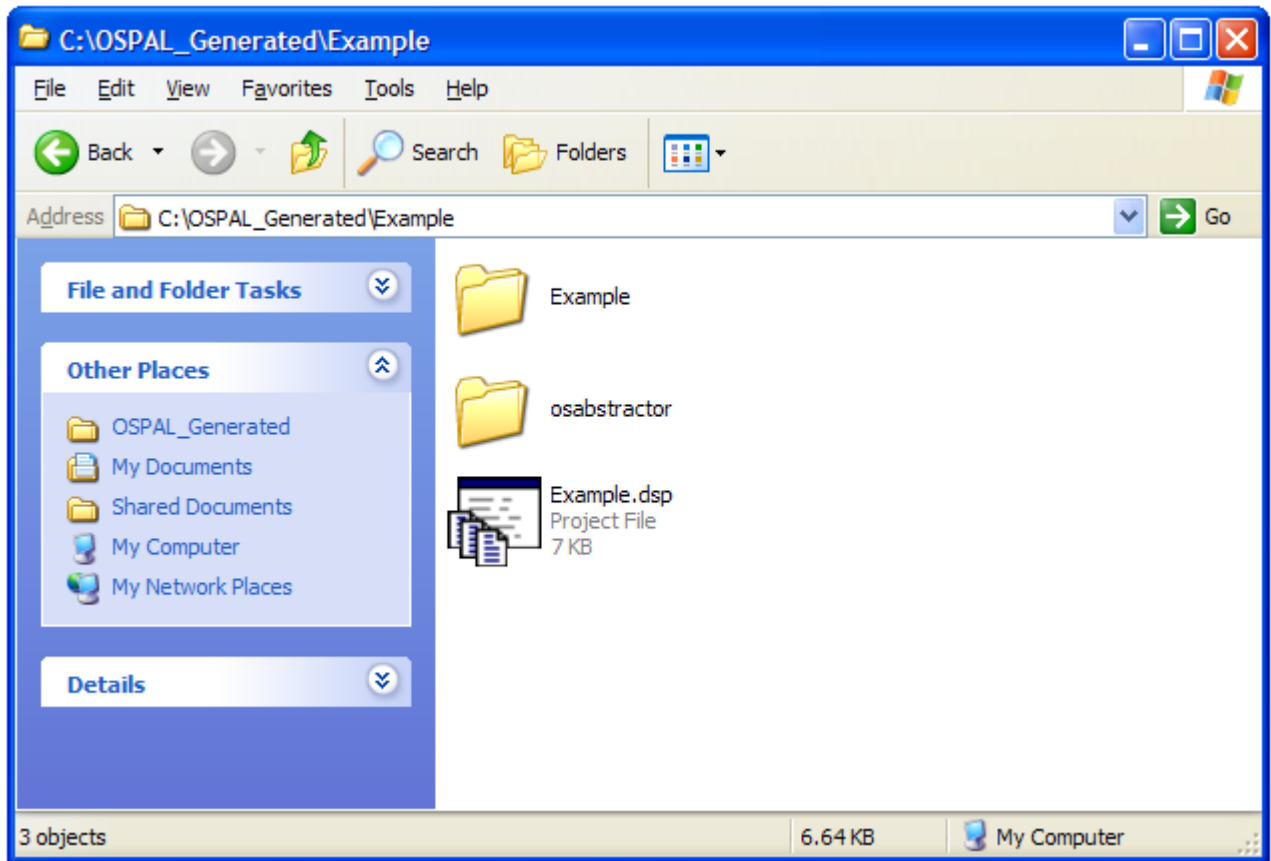 C:\OSPAL_Generated\Example
File Edit View Favorites Tools Help
Back Search Folders
Address C:\OSPAL_Generated\Example Go
File and Folder Tasks
Other Places
OSPAL_Generated
My Documents
Shared Documents
My Computer
My Network Places
Details
Example
osabstractor
Example.dsp
Project File
7 KB
3 objects 6.64 KB My Computer